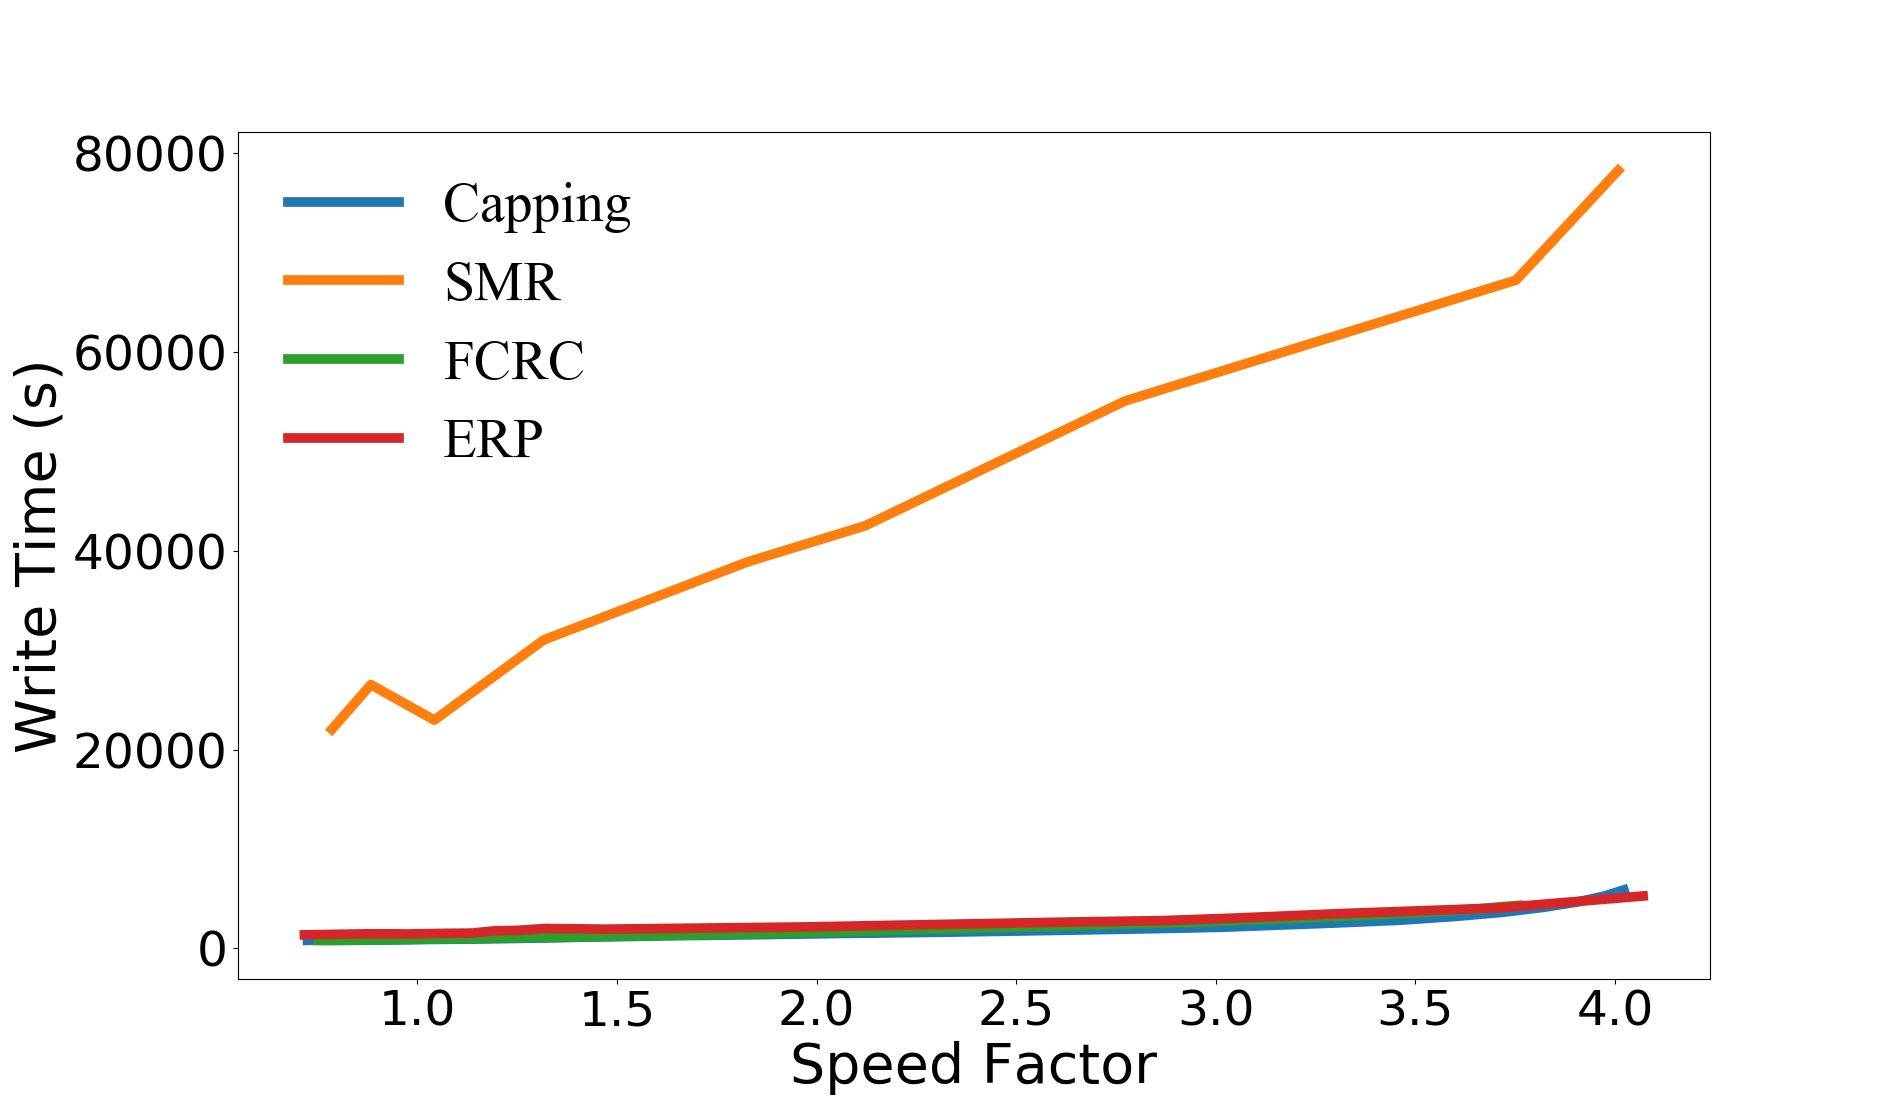 80000
60000
40000
20000
0
Write Time (s)
Capping
SMR
FCRC
ERP
1.0 1.5 2.0 2.5 3.0 3.5 4.0
Speed Factor